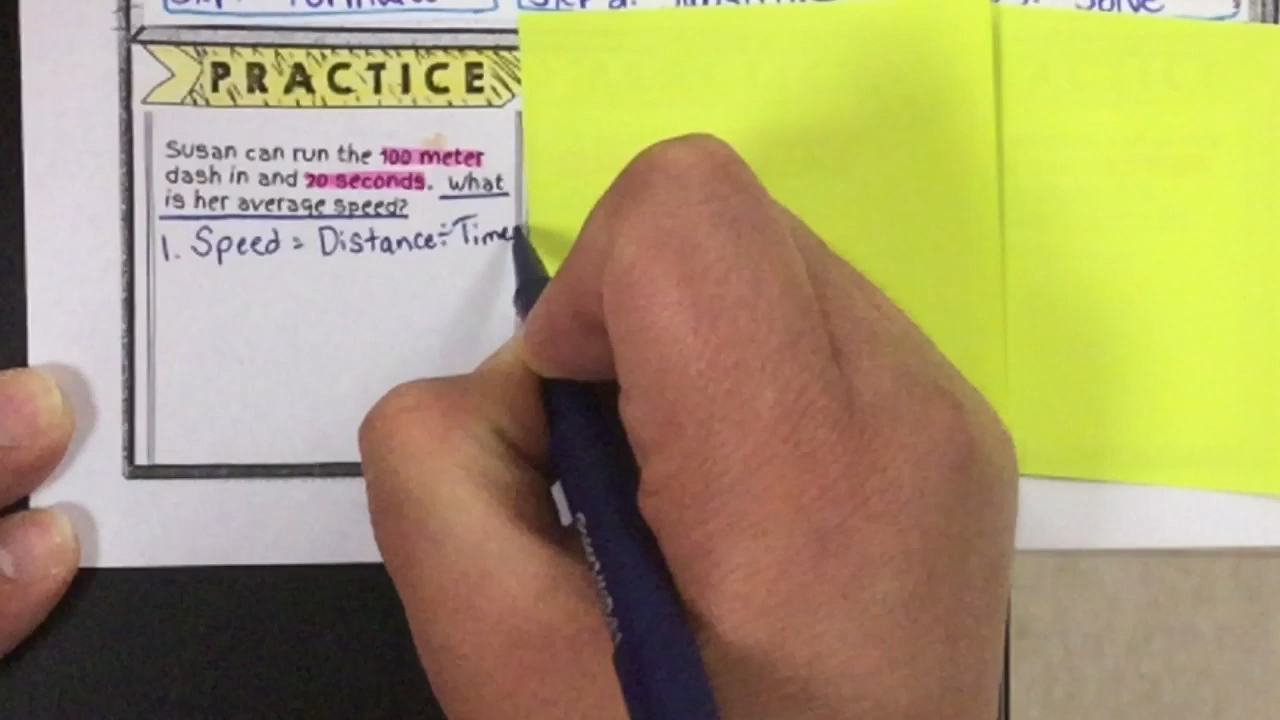 Solve
PRACTICE
Susan can run the 100 meter
dash in and 20 seconds. What
is her average speed?
1. Speed = Distance÷Time